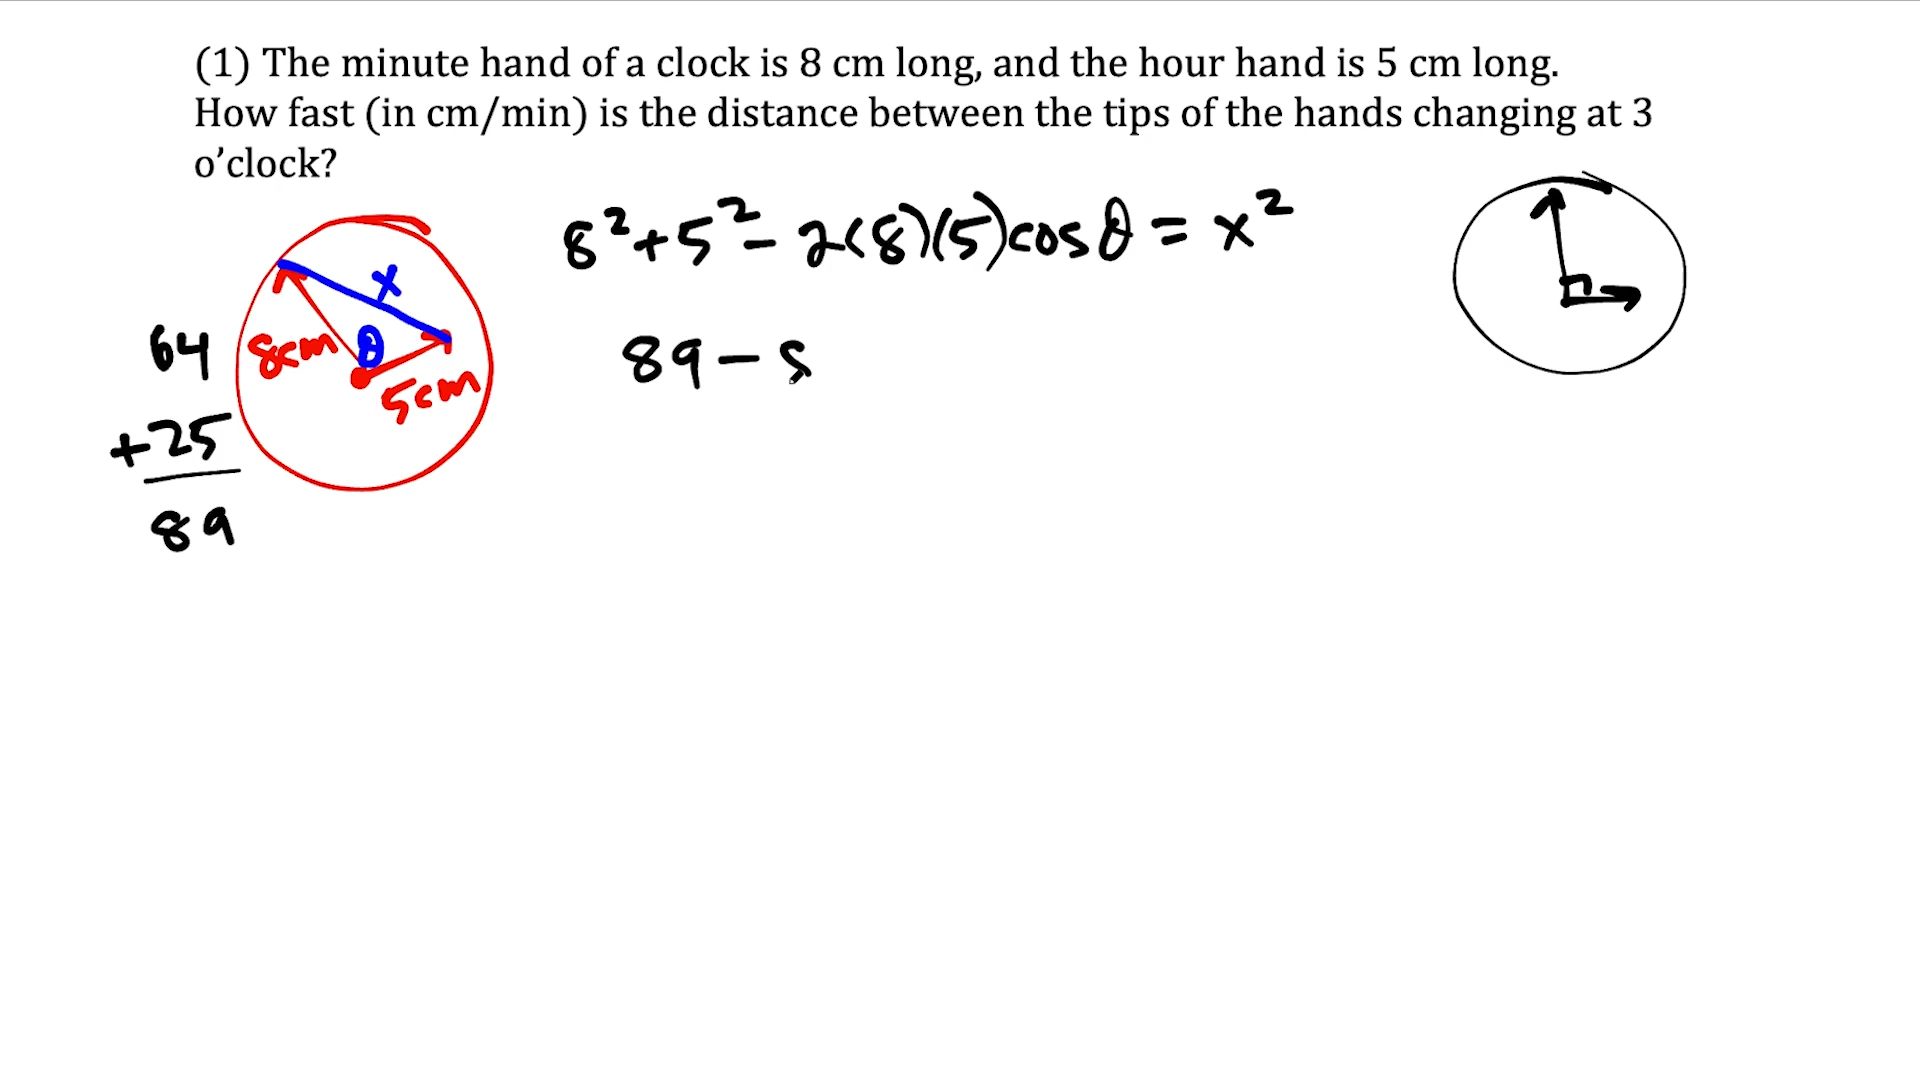 (1) The minute hand of a clock is 8 cm long, and the hour hand is 5 cm long.
How fast (in cm/min) is the distance between the tips of the hands changing at 3
o’clock?
8² + 5² - 2(8)(5)cosθ = x²
x
8cm
θ
5cm
64
+25
89
89 -